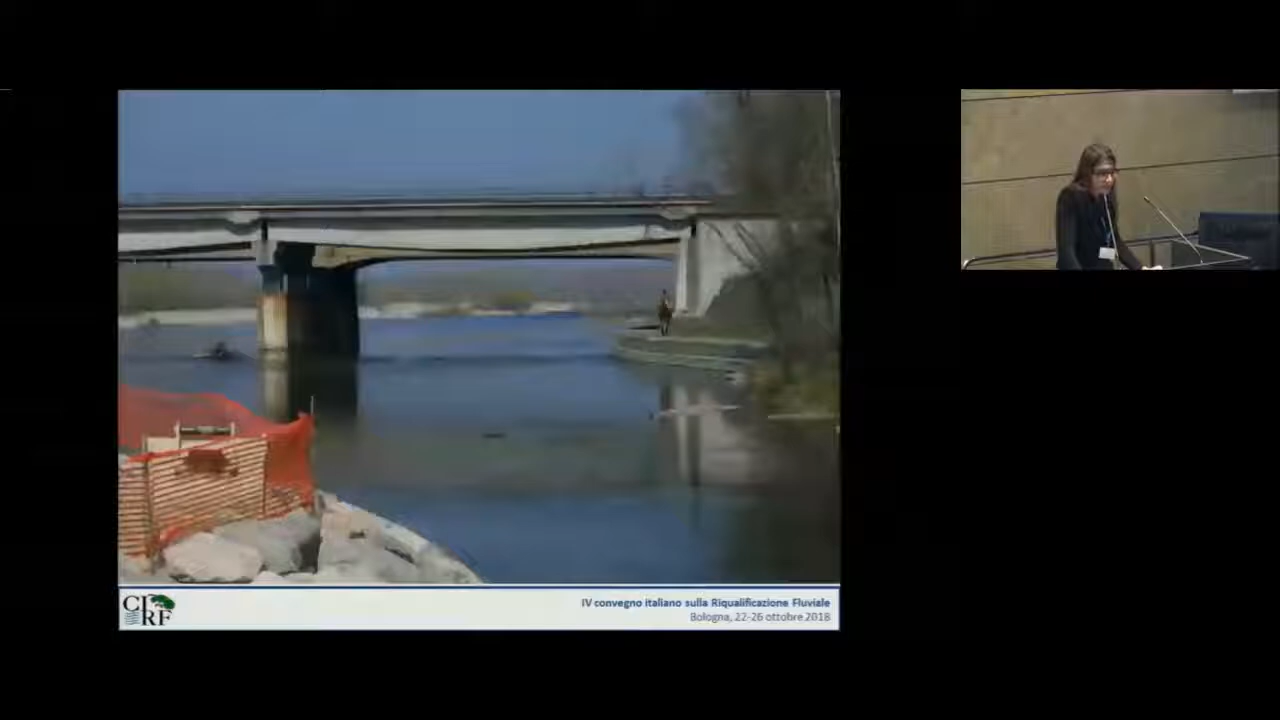 CIRF
IV convegno italiano sulla Riqualificazione Fluviale
Bologna, 22-26 ottobre 2018